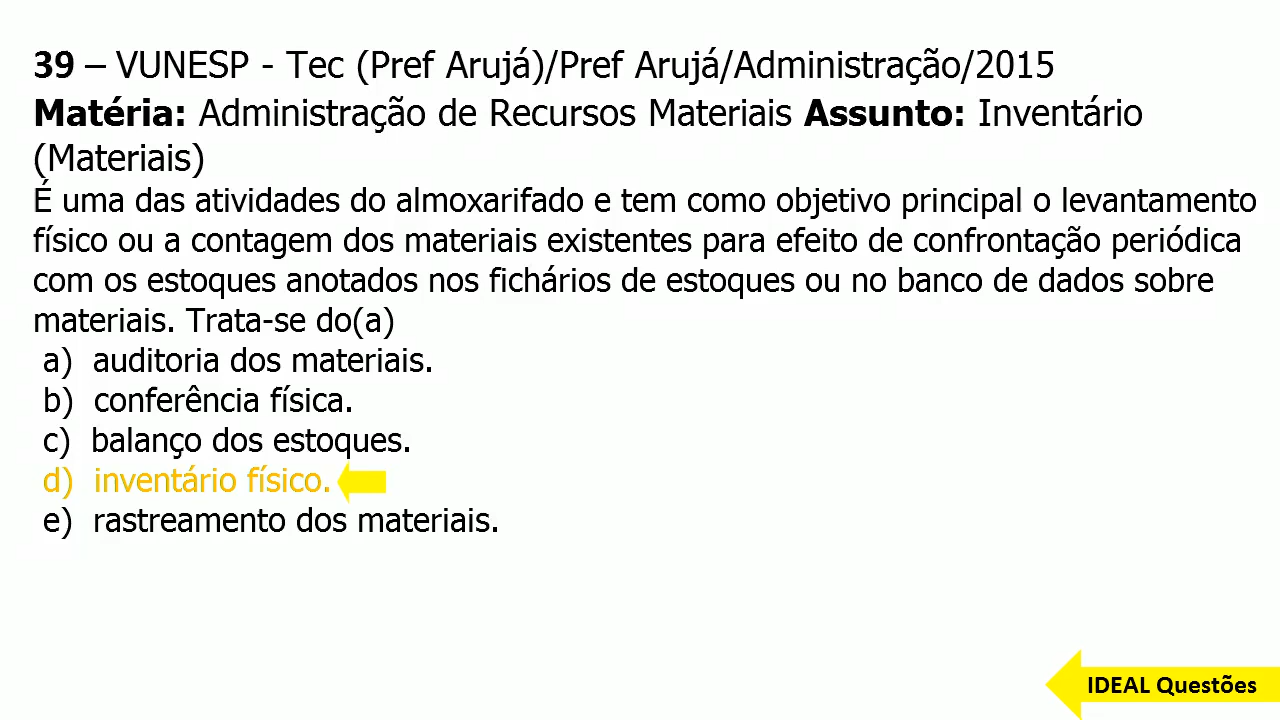 39 – VUNESP - Tec (Pref Arujá)/Pref Arujá/Administração/2015
Matéria: Administração de Recursos Materiais Assunto: Inventário
(Materiais)
É uma das atividades do almoxarifado e tem como objetivo principal o levantamento
físico ou a contagem dos materiais existentes para efeito de confrontação periódica
com os estoques anotados nos fichários de estoques ou no banco de dados sobre
materiais. Trata-se do(a)
a) auditoria dos materiais.
b) conferência física.
c) balanço dos estoques.
d) inventário físico.
e) rastreamento dos materiais.
IDEAL Questões